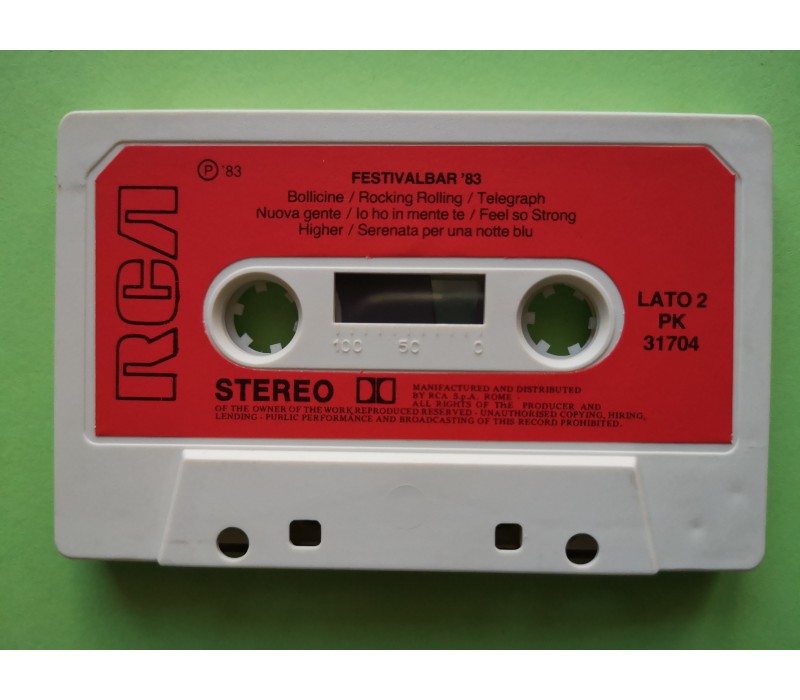 RCA
Ⓟ '83
FESTIVALBAR '83
Bollicine / Rocking Rolling / Telegraph
Nuova gente / Io ho in mente te / Feel so Strong
Higher / Serenata per una notte blu
LATO 2
PK
31704
100 50 0
STEREO
MANIFACTURED AND DISTRIBUTED
BY RCA S.p.A. ROME -
ALL RIGHTS OF THE PRODUCER AND
OF THE OWNER OF THE WORK REPRODUCED RESERVED - UNAUTHORISED COPYING, HIRING,
LENDING - PUBLIC PERFORMANCE AND BROADCASTING OF THIS RECORD PROHIBITED.